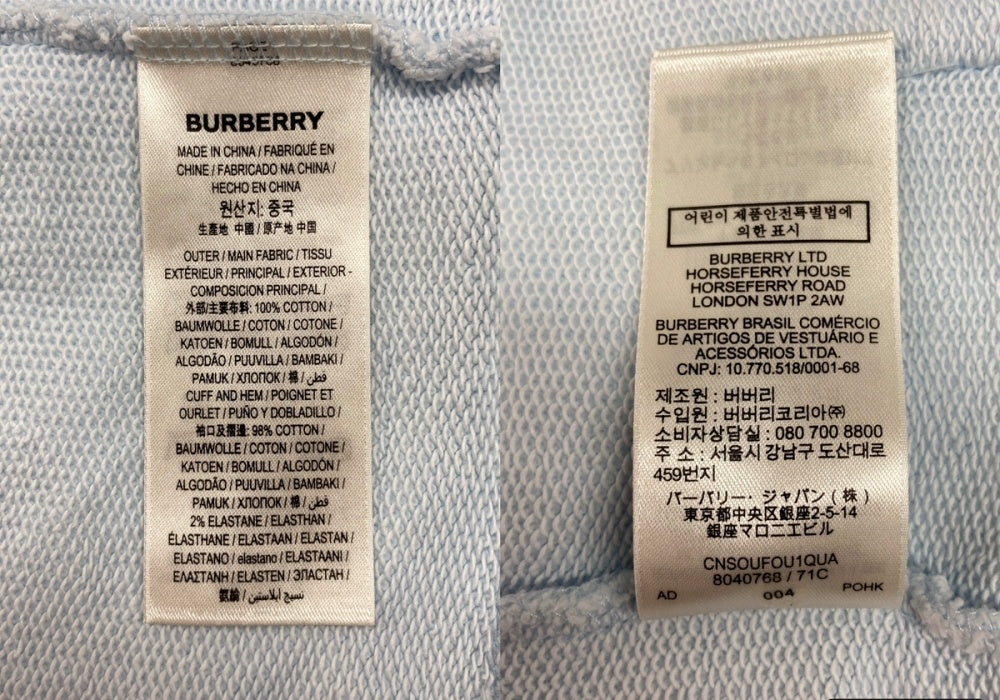 BURBERRY
MADE IN CHINA / FABRIQUÉ EN
CHINE / FABRICADO NA CHINA /
HECHO EN CHINA
원산지: 중국
生產地 中國 / 原产地 中国
OUTER / MAIN FABRIC / TISSU
EXTÉRIEUR / PRINCIPAL / EXTERIOR -
COMPOSICION PRINCIPAL /
外部/主要布料: 100% COTTON /
BAUMWOLLE / COTON / COTONE /
KATOEN / BOMULL / ALGODÓN /
ALGODÃO / PUUVILLA / BAMBAKI /
PAMUK / ХЛОПОК / 棉 / قطن /
CUFF AND HEM / POIGNET ET
OURLET / PUÑO Y DOBLADILLO /
袖口及摺邊: 98% COTTON /
BAUMWOLLE / COTON / COTONE /
KATOEN / BOMULL / ALGODÓN /
ALGODÃO / PUUVILLA / BAMBAKI /
PAMUK / ХЛОПОК / 棉 / قطن /
2% ELASTANE / ELASTHAN /
ÉLASTHANE / ELASTAAN / ELASTAN /
ELASTANO / elastano / ELASTAANI /
ΕΛΑΣΤΑΝΗ / ELASTEN / ЭЛАСТАН /
氨綸 / نسيج ايلاستين /
어린이 제품안전특별법에
의한 표시
BURBERRY LTD
HORSEFERRY HOUSE
HORSEFERRY ROAD
LONDON SW1P 2AW
BURBERRY BRASIL COMÉRCIO
DE ARTIGOS DE VESTUÁRIO E
ACESSÓRIOS LTDA.
CNPJ: 10.770.518/0001-68
제조원 : 버버리
수입원 : 버버리코리아㈜
소비자상담실 : 080 700 8800
주 소 : 서울시 강남구 도산대로
459번지
バーバリー・ジャパン ( 株 )
東京都中央区銀座2-5-14
銀座マロニエビル
CNSOUFOU1QUA
8040768 / 71C
AD 004 POHK